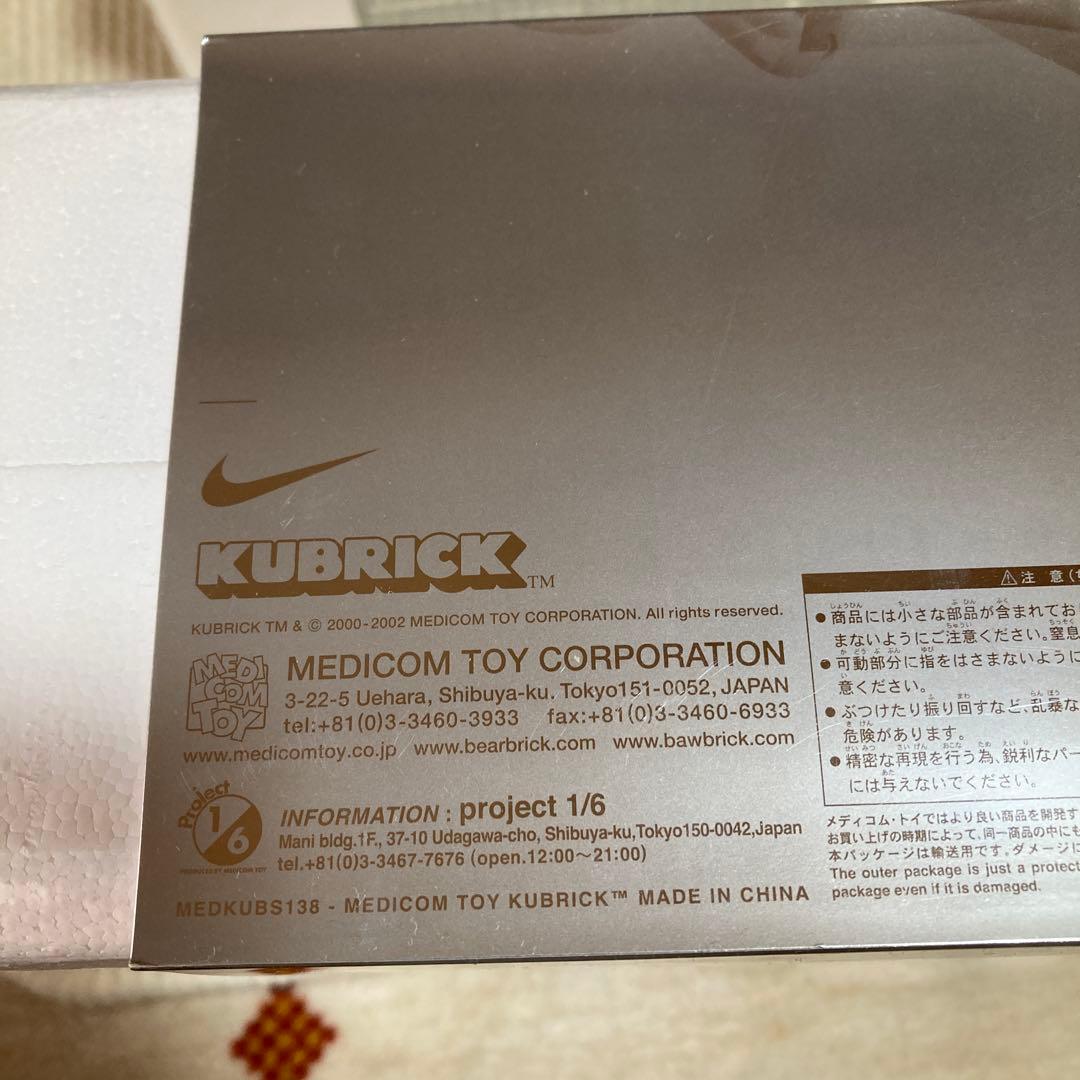 KUBRICK TM
KUBRICK TM & © 2000-2002 MEDICOM TOY CORPORATION. All rights reserved.
MEDI COM TOY
MEDICOM TOY CORPORATION
3-22-5 Uehara, Shibuya-ku. Tokyo151-0052, JAPAN
tel:+81(0)3-3460-3933 fax:+81(0)3-3460-6933
www.medicomtoy.co.jp www.bearbrick.com www.bawbrick.com
Project 1/6
PRODUCED BY MEDICOM TOY
INFORMATION : project 1/6
Mani bldg.1F., 37-10 Udagawa-cho, Shibuya-ku,Tokyo150-0042,Japan
tel.+81(0)3-3467-7676 (open.12:00~21:00)
MEDKUBS138 - MEDICOM TOY KUBRICK™ MADE IN CHINA
⚠注 意
●商品には小さな部品が含まれてお
まないようにご注意ください。窒息
●可動部分に指をはさまないように
意ください。
●ぶつけたり振り回すなど、乱暴な
危険があります。
●精密な再現を行う為、鋭利なパー
には与えないでください。
メディコム・トイではより良い商品を開発す
お買い上げの時期によって、同一商品の中にも
本パッケージは輸送用です。ダメージに
The outer package is just a protec
package even if it is damaged.